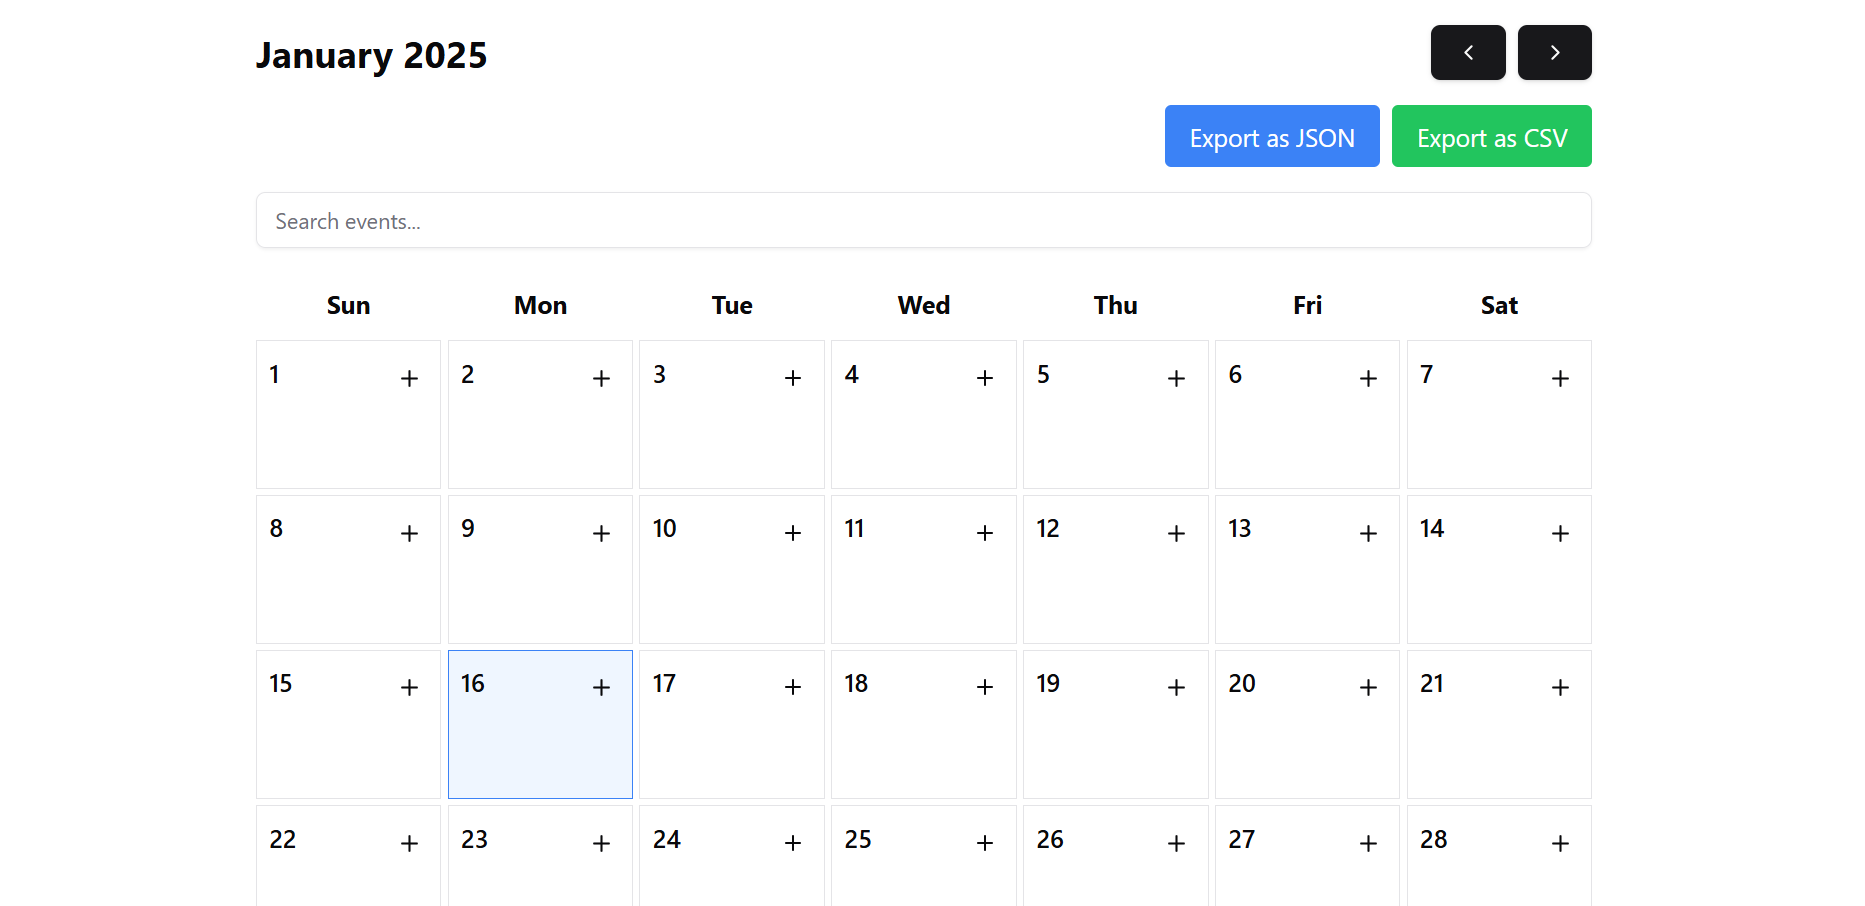 January 2025
Export as JSON Export as CSV
Search events...
Sun Mon Tue Wed Thu Fri Sat
1 + 2 + 3 + 4 + 5 + 6 + 7 +
8 + 9 + 10 + 11 + 12 + 13 + 14 +
15 + 16 + 17 + 18 + 19 + 20 + 21 +
22 + 23 + 24 + 25 + 26 + 27 + 28 +